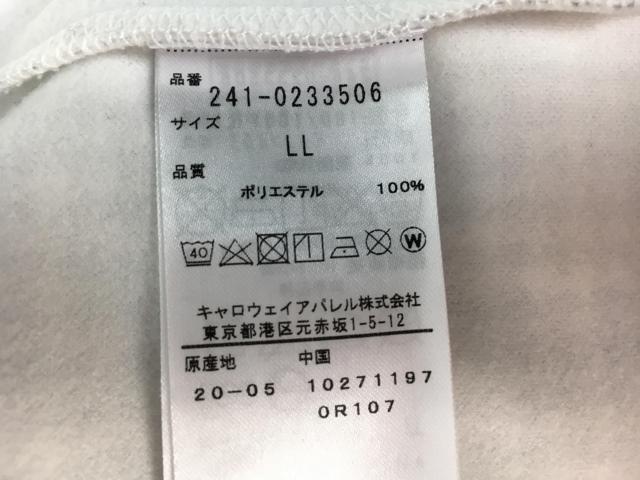 品番
241-0233506
サイズ
LL
品質
ポリエステル 100%
40 W
キャロウェイアパレル株式会社
東京都港区元赤坂1-5-12
原産地 中国
20-05 10271197
0R107